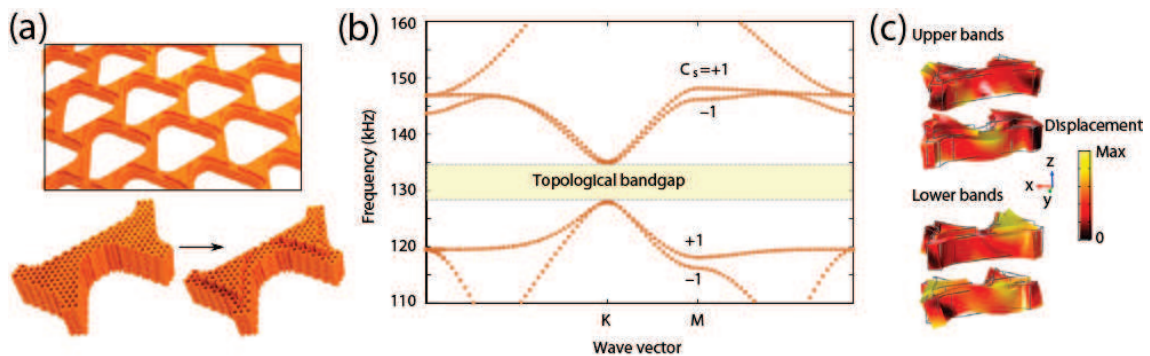 (a)
(b)
160
150
140
130
120
110
Frequency (kHz)
C s=+1
−1
Topological bandgap
+1
−1
K
M
Wave vector
(c)
Upper bands
Displacement
Max
0
z
x
y
Lower bands